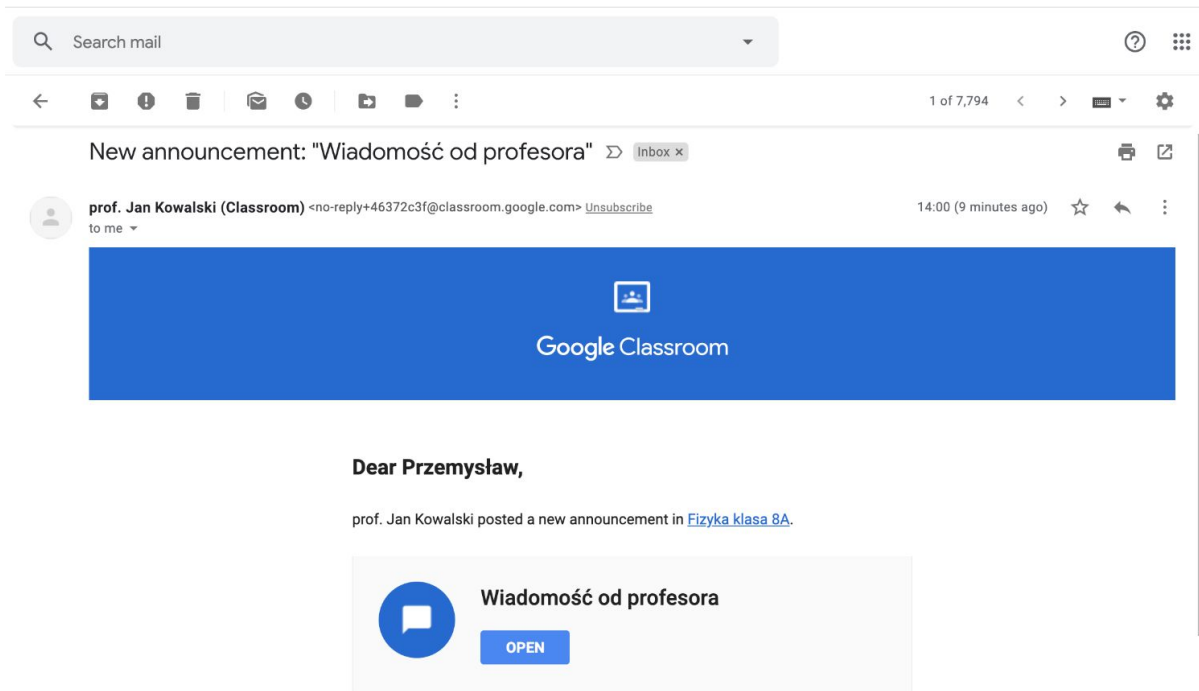 Search mail
1 of 7,794
New announcement: "Wiadomość od profesora" Inbox ×
prof. Jan Kowalski (Classroom) <no-reply+46372c3f@classroom.google.com> Unsubscribe 14:00 (9 minutes ago)
to me
Google Classroom
Dear Przemysław,
prof. Jan Kowalski posted a new announcement in Fizyka klasa 8A.
Wiadomość od profesora
OPEN